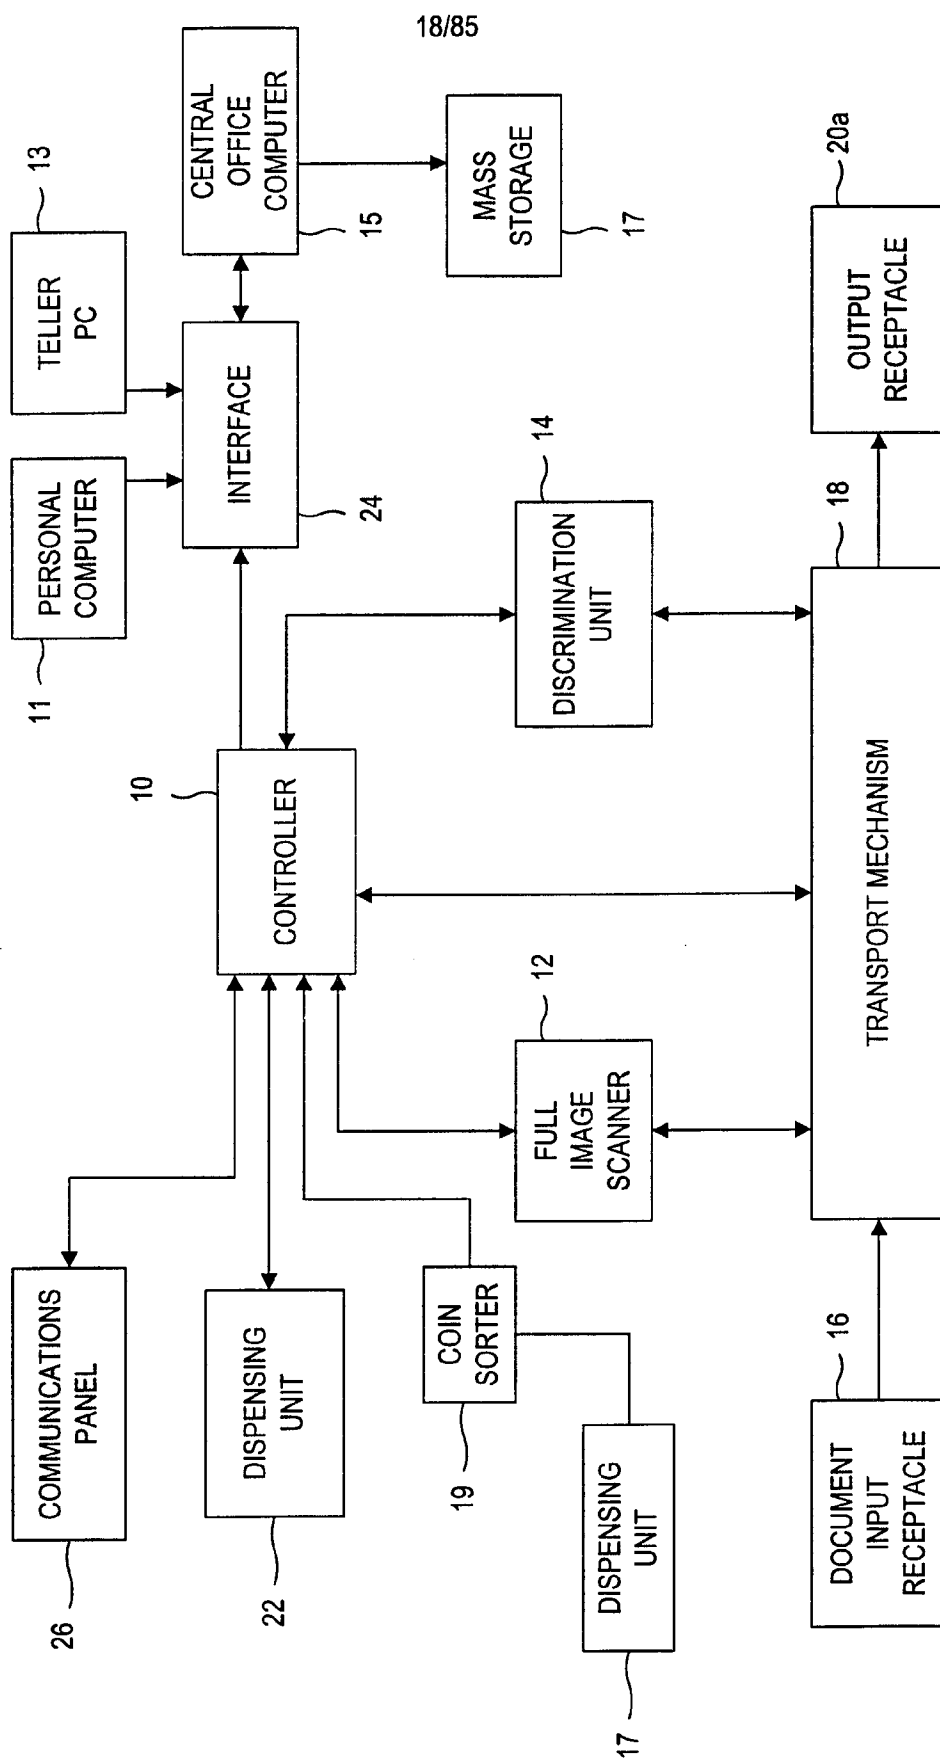 18/85
PERSONAL
COMPUTER
11
TELLER
PC
13
COMMUNICATIONS
PANEL
26
CONTROLLER
10
INTERFACE
24
CENTRAL
OFFICE
COMPUTER
15
DISPENSING
UNIT
22
COIN
SORTER
19
MASS
STORAGE
17
DISPENSING
UNIT
17
FULL
IMAGE
SCANNER
12
DISCRIMINATION
UNIT
14
DOCUMENT
INPUT
RECEPTACLE
16
TRANSPORT MECHANISM
18
OUTPUT
RECEPTACLE
20a